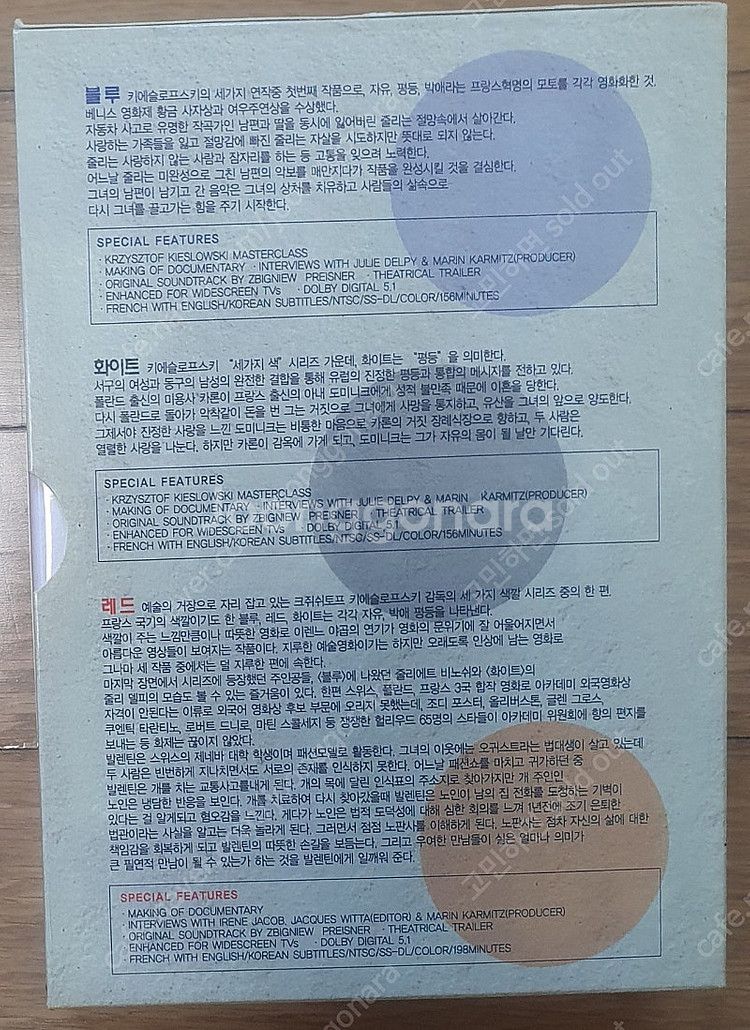 블루 키에슬로프스키의 세가지 연작중 첫번째 작품으로, 자유, 평등, 박애라는 프랑스혁명의 모토를 각각 영화화한 것.
베니스 영화제 황금 사자상과 여우주연상을 수상했다.
자동차 사고로 유명한 작곡가인 남편과 딸을 동시에 잃어버린 줄리는 절망속에서 살아간다.
사랑하는 가족들을 잃고 절망감에 빠진 줄리는 자실을 시도하지만 뜻대로 되지 않는다.
줄리는 사랑하지 않는 사람과 잠자리를 하는 등 고통을 잊으려 노력한다.
어느날 줄리는 미완성으로 그친 남편의 악보를 매만지다가 작품을 완성시킬 것을 결심한다.
그녀의 남편이 남기고 간 음악은 그녀의 상처를 치유하고 사람들의 삶속으로
다시 그녀를 끌고가는 힘을 주기 시작한다.
SPECIAL FEATURES
· KRZYSZTOF KIESLOWSKI MASTERCLASS
· MAKING OF DOCUMENTARY · INTERVIEWS WITH JULIE DELPY & MARIN KARMITZ(PRODUCER)
· ORIGINAL SOUNDTRACK BY ZBIGNIEW PREISNER · THEATRICAL TRAILER
· ENHANCED FOR WIDESCREEN TVs · DOLBY DIGITAL 5.1
· FRENCH WITH ENGLISH/KOREAN SUBTITLES/NTSC/SS-DL/COLOR/156MINUTES
화이트 키에슬로프스키 "세가지 색" 시리즈 가운데, 화이트는 "평등"을 의미한다.
서구의 여성과 동구의 남성의 완전한 결합을 통해 유럽의 진정한 평등과 통합의 메시지를 전하고 있다.
폴란드 출신의 미용사 카론이 프랑스 출신의 아내 도미니크에게 성적 불만족 때문에 이혼을 당한다.
다시 폴란드로 돌아가 악착같이 돈을 번 그는 거짓으로 그녀에게 사망을 통지하고, 유산을 그녀의 앞으로 양도한다.
그제서야 진정한 사랑을 느낀 도미니크는 비통한 마음으로 카론의 거짓 장례식장으로 향하고, 두 사람은
열렬한 사랑을 나눈다. 하지만 카론이 감옥에 가게 되고, 도미니크는 그가 자유의 몸이 될 날만 기다린다.
SPECIAL FEATURES
· KRZYSZTOF KIESLOWSKI MASTERCLASS
· MAKING OF DOCUMENTARY · INTERVIEWS WITH JULIE DELPY & MARIN KARMITZ(PRODUCER)
· ORIGINAL SOUNDTRACK BY ZBIGNIEW PREISNER · THEATRICAL TRAILER
· ENHANCED FOR WIDESCREEN TVs · DOLBY DIGITAL 5.1
· FRENCH WITH ENGLISH/KOREAN SUBTITLES/NTSC/SS-DL/COLOR/156MINUTES
레드 예술의 거장으로 자리 잡고 있는 크쥐쉬토프 키에슬로프스키 감독의 세 가지 색깔 시리즈 중의 한 편.
프랑스 국기의 색깔이기도 한 블루, 레드, 화이트는 각각 자유, 박애 평등을 나타낸다.
색깔이 주는 느낌만큼이나 따뜻한 영화로 이렌느 야곱의 연기가 영화의 분위기에 잘 어울어지면서
아름다운 영상들이 보여지는 작품이다. 지루한 예술영화이기는 하지만 오래도록 인상에 남는 영화로
그나마 세 작품 중에서는 덜 지루한 편에 속한다.
마지막 장면에서 시리즈에 등장했던 주인공들, 〈블루〉에 나왔던 줄리에트 비노쉬와 〈화이트〉의
줄리 델피의 모습도 볼 수 있는 즐거움이 있다. 한편 스위스, 폴란드, 프랑스 3국 합작 영화로 아카데미 외국영화상
자격이 안된다는 이류로 외국어 영화상 후보 부문에 오리지 못했는데, 조디 포스터, 올리버스톤, 글렌 그로스,
쿠엔틱 타란티노, 로버트 드니로, 마틴 스콜세지 등 쟁쟁한 헐리우드 65명의 스타들이 아카데미 위원회에 항의 편지를
보내는 등 화제는 끊이지 않았다.
발렌틴은 스위스의 제네바 대학 학생이며 패션모델로 활동한다. 그녀의 이웃에는 오귀스트라는 법대생이 살고 있는데
두 사람은 빈번하게 지나치면서도 서로의 존재를 인식하지 못한다. 어느날 패션쇼를 마치고 귀가하던 중
발렌틴은 개를 치는 교통사고를내게 된다. 개의 목에 달린 인식표의 주소지로 찾아가지만 개 주인인
노인은 냉담한 반응을 보인다. 개를 치료하여 다시 찾아갔을때 발렌틴은 노인이 남의 집 전화를 도청하는 기벽이
있다는 걸 알게되고 혐오감을 느낀다. 게다가 노인은 법적 도덕성에 대해 심한 회의를 느껴 1년전에 조기 은퇴한
법관이라는 사실을 알고는 더욱 놀라게 된다. 그러면서 점점 노판사를 이해하게 된다. 노판사는 점차 자신의 삶에 대한
책임감을 회복하게 되고 발렌틴의 따뜻한 손길을 보듬는다. 그리고 우여한 만남들이 실은 얼마나 의미가
큰 필연적 만남이 될 수 있는가 하는 것을 발렌틴에게 일깨워 준다.
SPECIAL FEATURES
· MAKING OF DOCUMENTARY
· INTERVIEWS WITH IRENE JACOB, JACQUES WITTA(EDITOR) & MARIN KARMITZ(PRODUCER)
· ORIGINAL SOUNDTRACK BY ZBIGNIEW PREISNER · THEATRICAL TRAILER
· ENHANCED FOR WIDESCREEN TVs · DOLBY DIGITAL 5.1
· FRENCH WITH ENGLISH/KOREAN SUBTITLES/NTSC/SS-DL/COLOR/198MINUTES